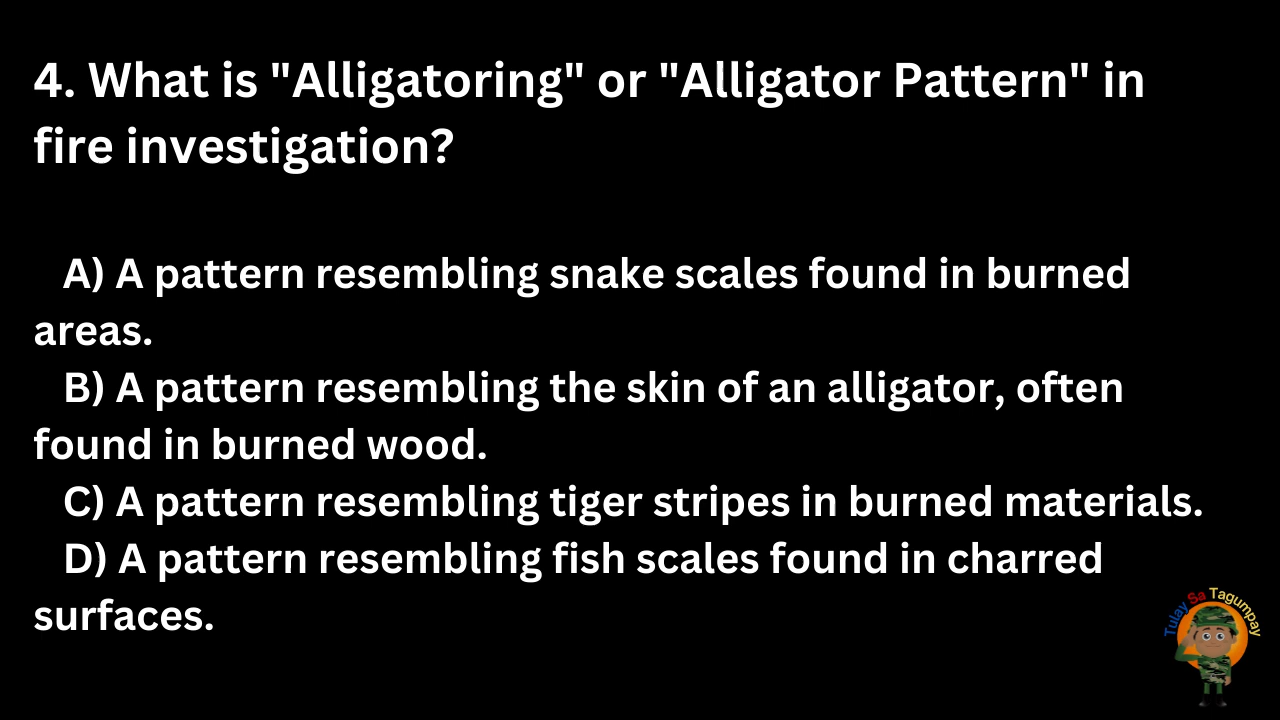 4. What is "Alligatoring" or "Alligator Pattern" in
fire investigation?
A) A pattern resembling snake scales found in burned
areas.
B) A pattern resembling the skin of an alligator, often
found in burned wood.
C) A pattern resembling tiger stripes in burned materials.
D) A pattern resembling fish scales found in charred
surfaces.
Tulay Sa Tagumpay